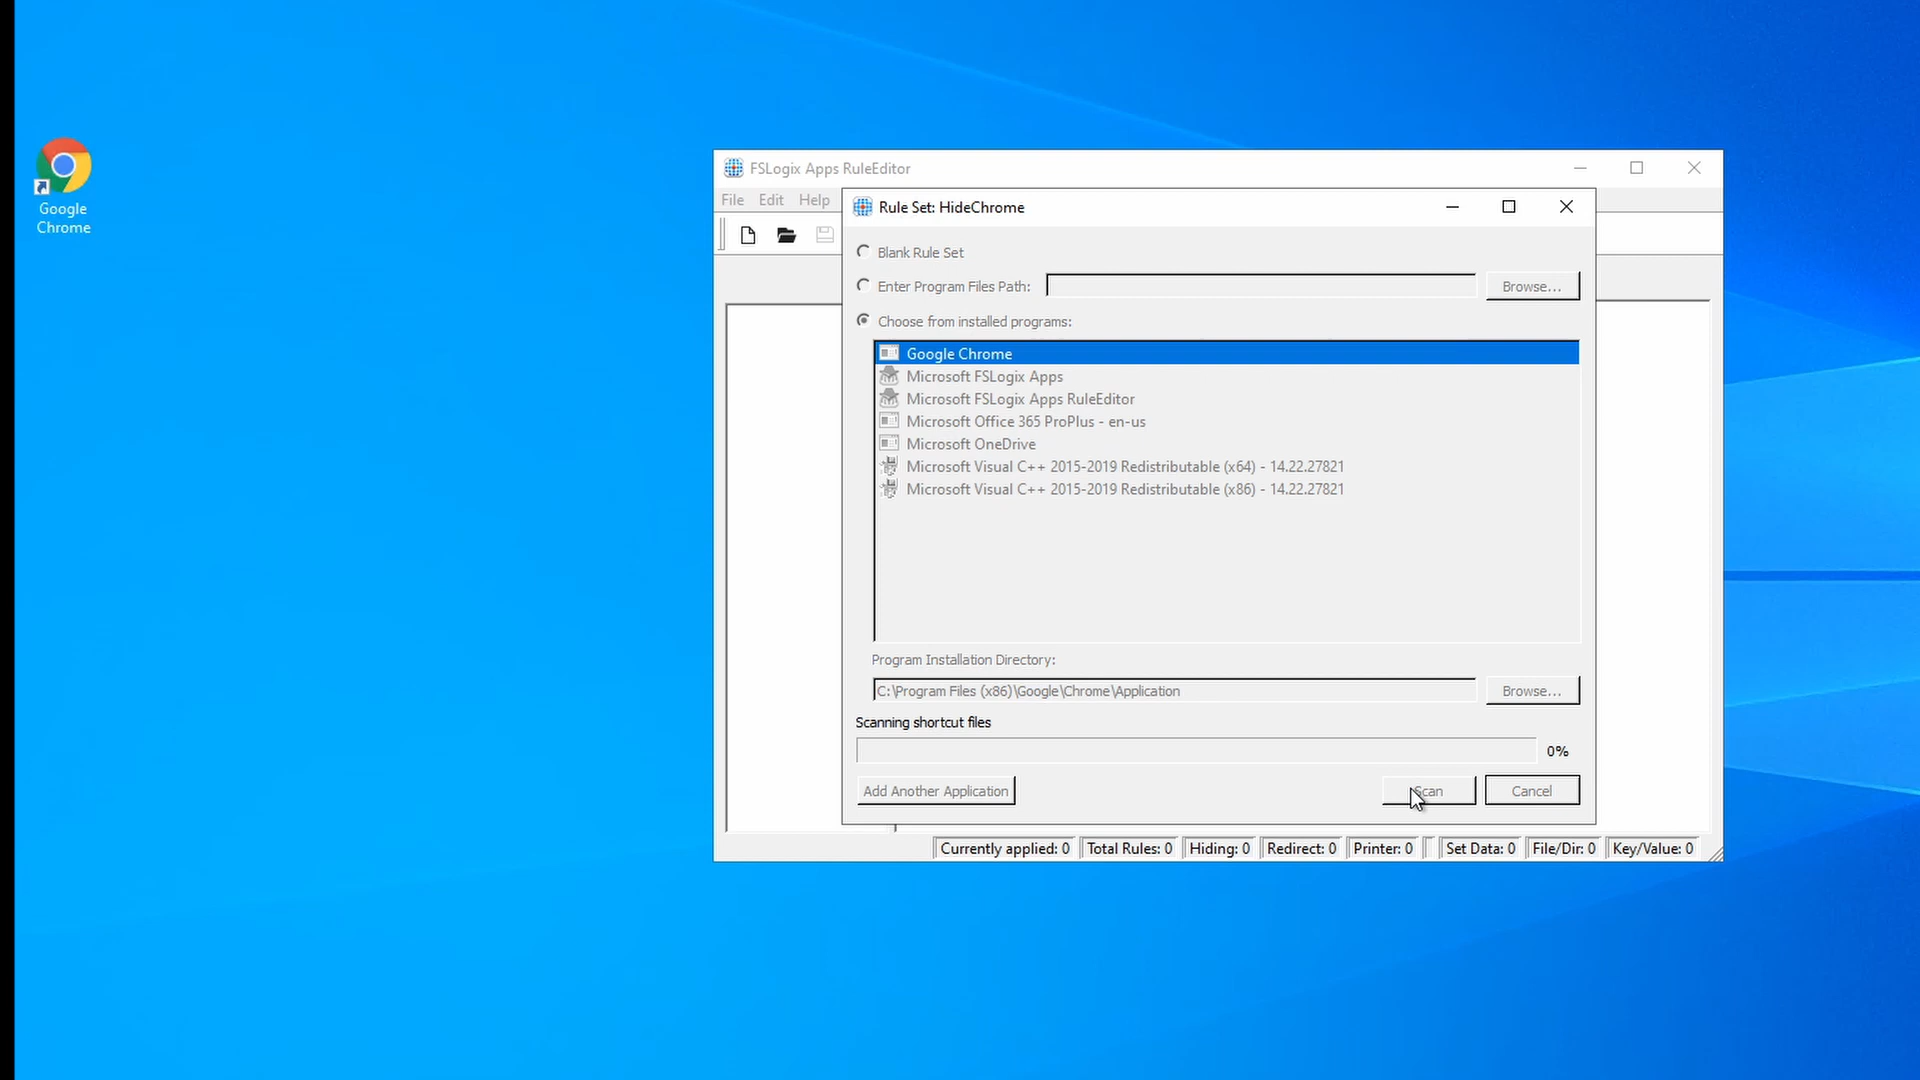 Google
Chrome
FSLogix Apps RuleEditor
File Edit Help
Rule Set: HideChrome
Blank Rule Set
Enter Program Files Path:
Browse...
Choose from installed programs:
Google Chrome
Microsoft FSLogix Apps
Microsoft FSLogix Apps RuleEditor
Microsoft Office 365 ProPlus - en-us
Microsoft OneDrive
Microsoft Visual C++ 2015-2019 Redistributable (x64) - 14.22.27821
Microsoft Visual C++ 2015-2019 Redistributable (x86) - 14.22.27821
Program Installation Directory:
C:\Program Files (x86)\Google\Chrome\Application
Browse...
Scanning shortcut files
0%
Add Another Application
Scan
Cancel
Currently applied: 0 Total Rules: 0 Hiding: 0 Redirect: 0 Printer: 0 Set Data: 0 File/Dir: 0 Key/Value: 0